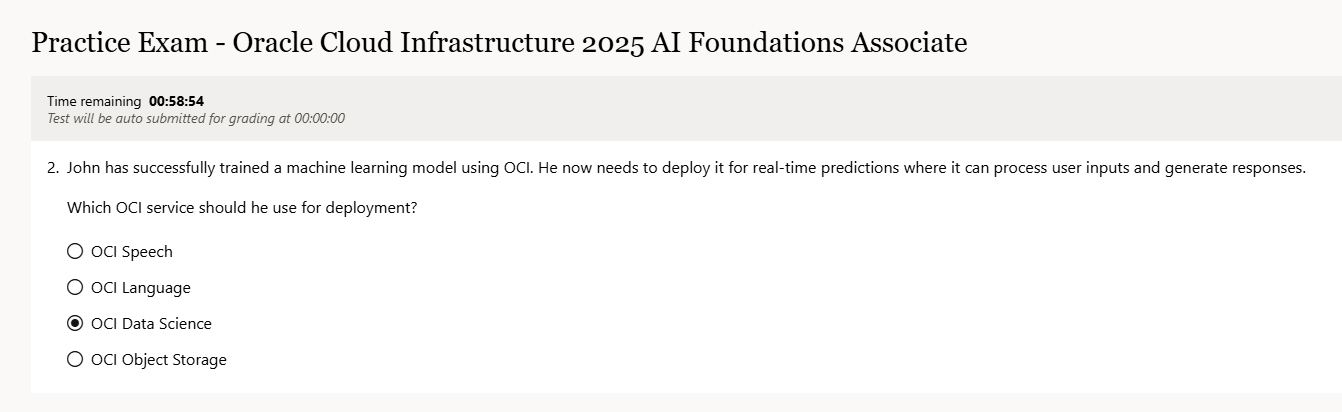 Practice Exam - Oracle Cloud Infrastructure 2025 AI Foundations Associate
Time remaining 00:58:54
Test will be auto submitted for grading at 00:00:00
2. John has successfully trained a machine learning model using OCI. He now needs to deploy it for real-time predictions where it can process user inputs and generate responses.
Which OCI service should he use for deployment?
OCI Speech
OCI Language
OCI Data Science
OCI Object Storage